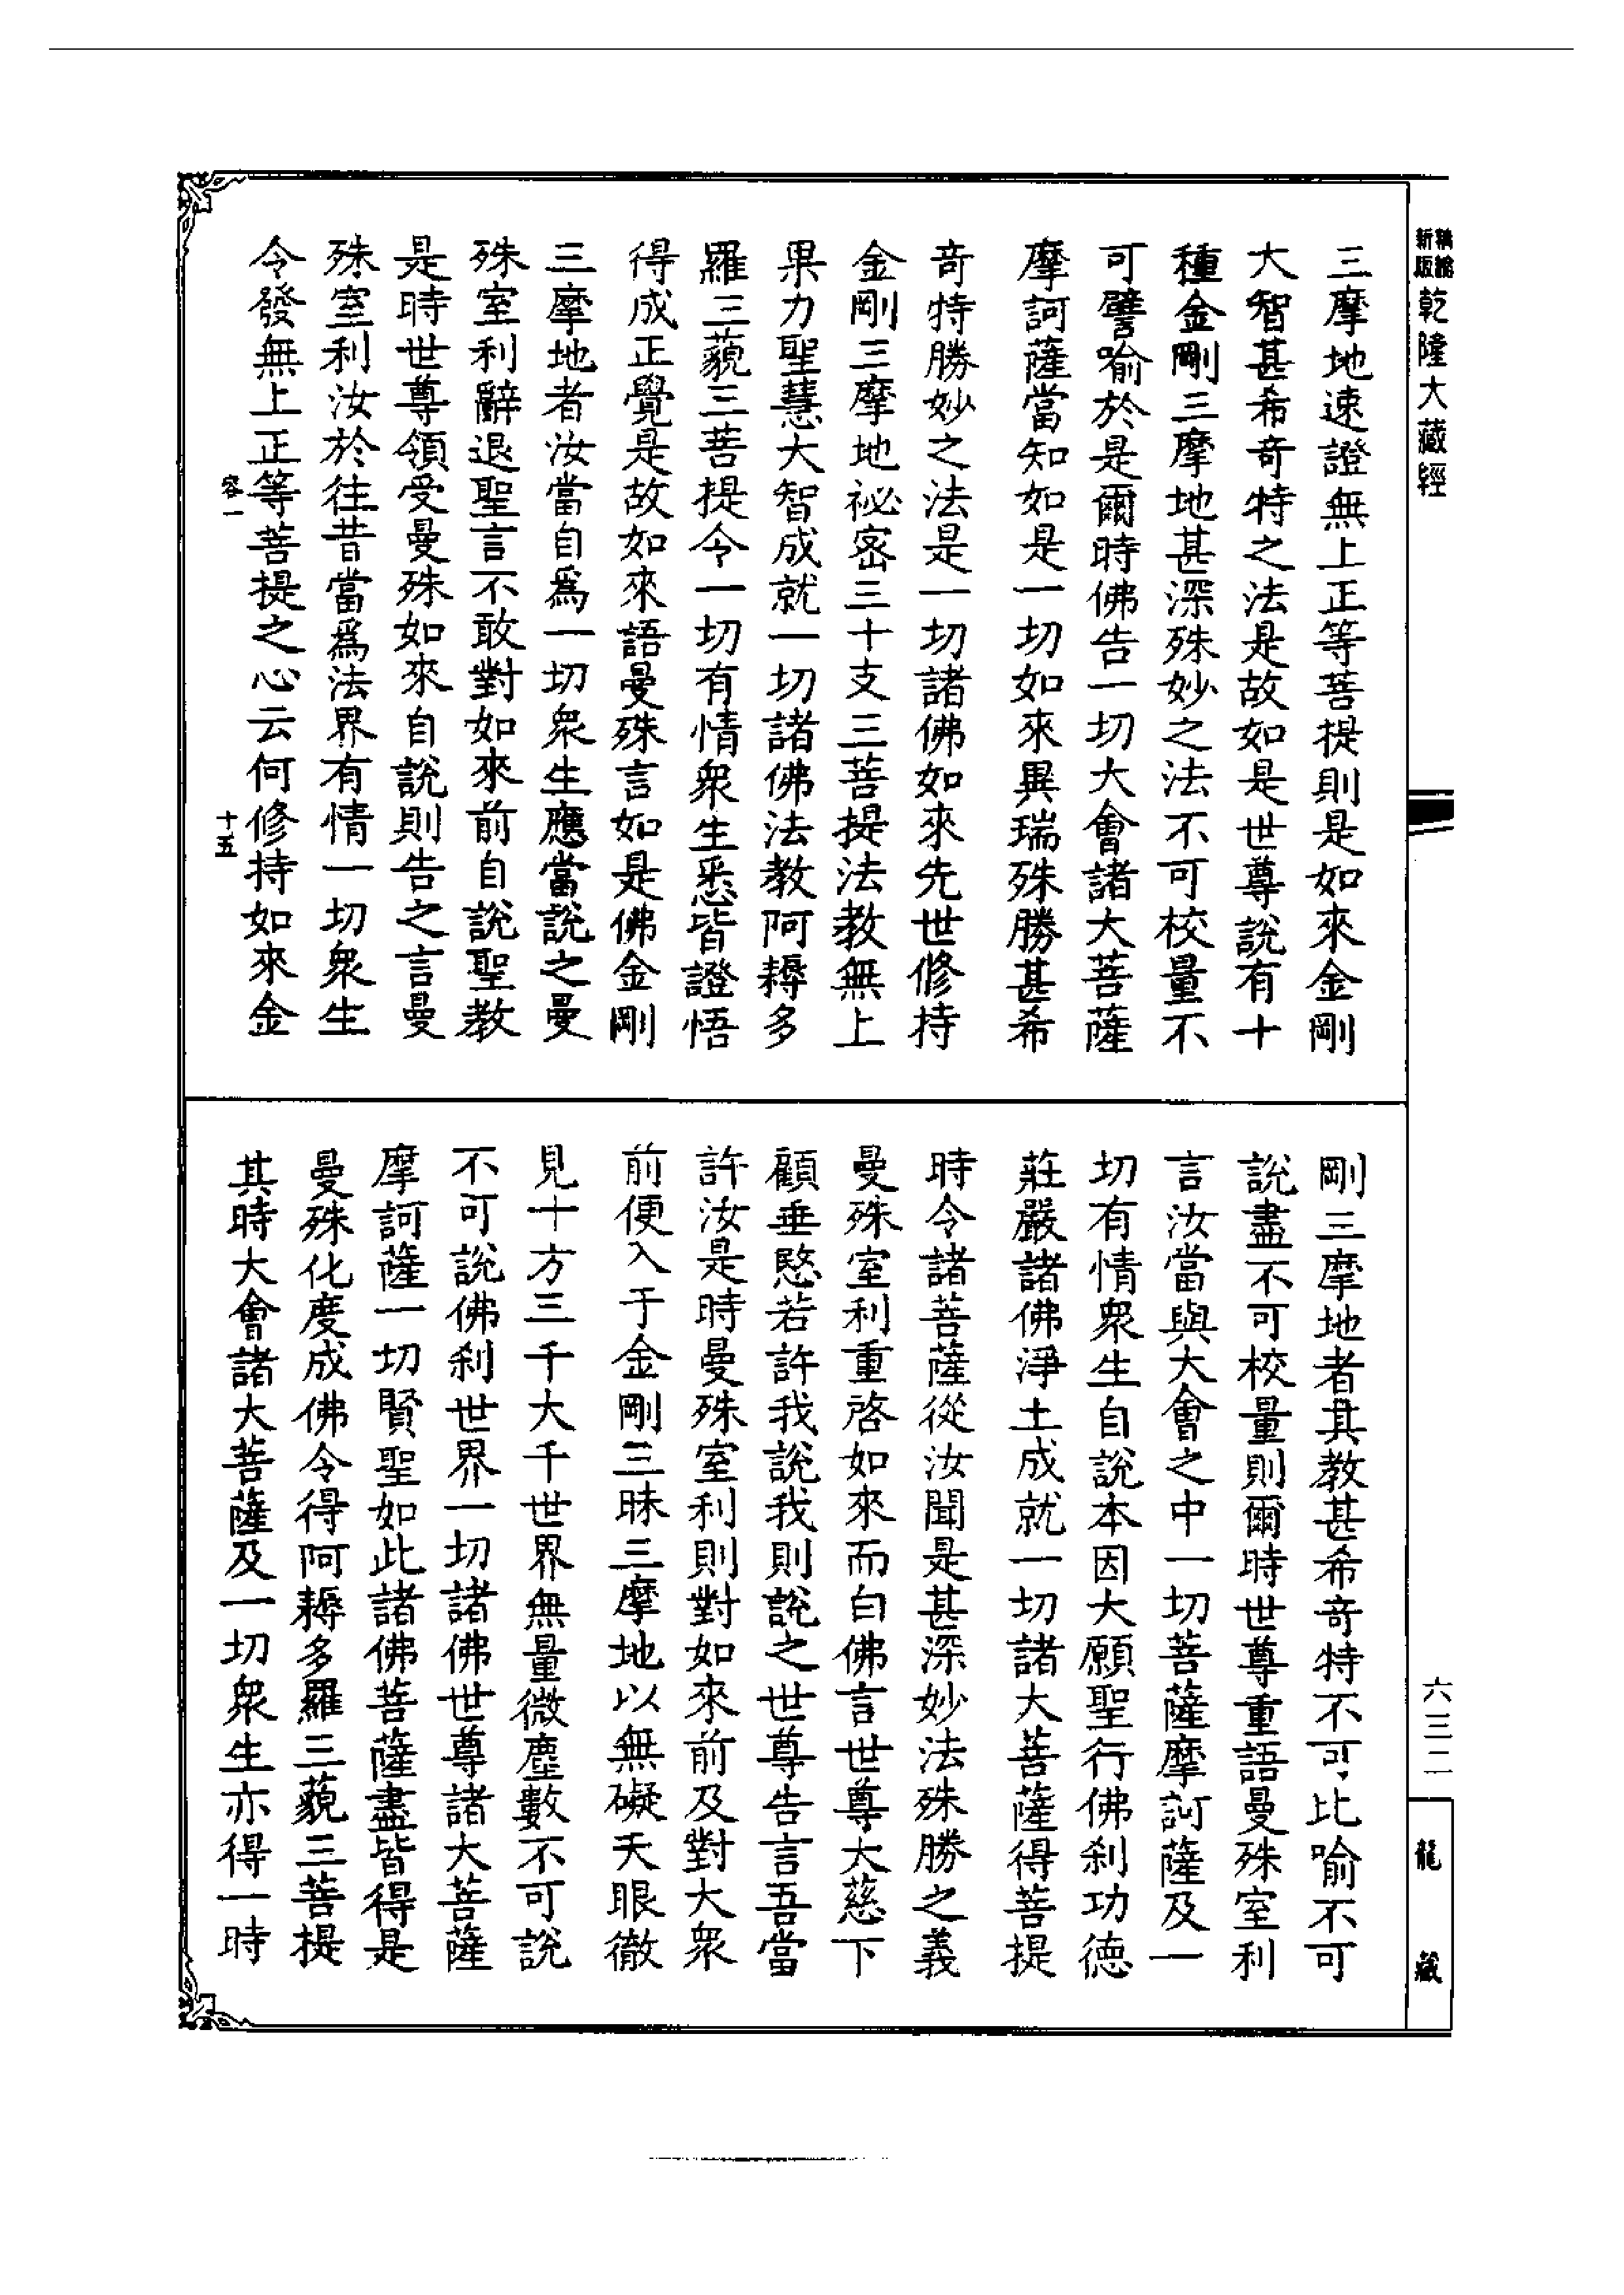 新版精縮乾隆大藏經
三摩地速證無上正等菩提則是如來金剛
大智甚希奇特之法是故如是世尊說有十
種金剛三摩地甚深殊妙之法不可校量不
可譬喻於是爾時佛告一切大會諸大菩薩
摩訶薩當知如是一切如來異瑞殊勝甚希
奇特勝妙之法是一切諸佛如來先世修持
金剛三摩地祕密三十支三菩提法教無上
果力聖慧大智成就一切諸佛法教阿耨多
羅三藐三菩提令一切有情眾生悉皆證悟
得成正覺是故如來語曼殊言如是佛金剛
三摩地者汝當自為一切眾生應當說之曼
殊室利辭退聖言不敢對如來前自說聖教
是時世尊領受曼殊如來自說則告之言曼
殊室利汝於往昔當為法界有情一切眾生
令發無上正等菩提之心云何修持如來金
容一
十五
剛三摩地者其教甚希奇特不可比喻不可
說盡不可校量則爾時世尊重語曼殊室利
言汝當與大會之中一切菩薩摩訶薩及一
切有情眾生自說本因大願聖行佛刹功德
莊嚴諸佛淨土成就一切諸大菩薩得菩提
時令諸菩薩從汝聞是甚深妙法殊勝之義
曼殊室利重啓如來而白佛言世尊大慈下
顧垂愍若許我說我則說之世尊告言吾當
許汝是時曼殊室利則對如來前及對大眾
前便入于金剛三昧三摩地以無礙天眼徹
見十方三千大千世界無量微塵數不可說
不可說佛刹世界一切諸佛世尊諸大菩薩
摩訶薩一切賢聖如此諸佛菩薩盡皆得是
曼殊化度成佛令得阿耨多羅三藐三菩提
其時大會諸大菩薩及一切眾生亦得一時
六三二
龍藏